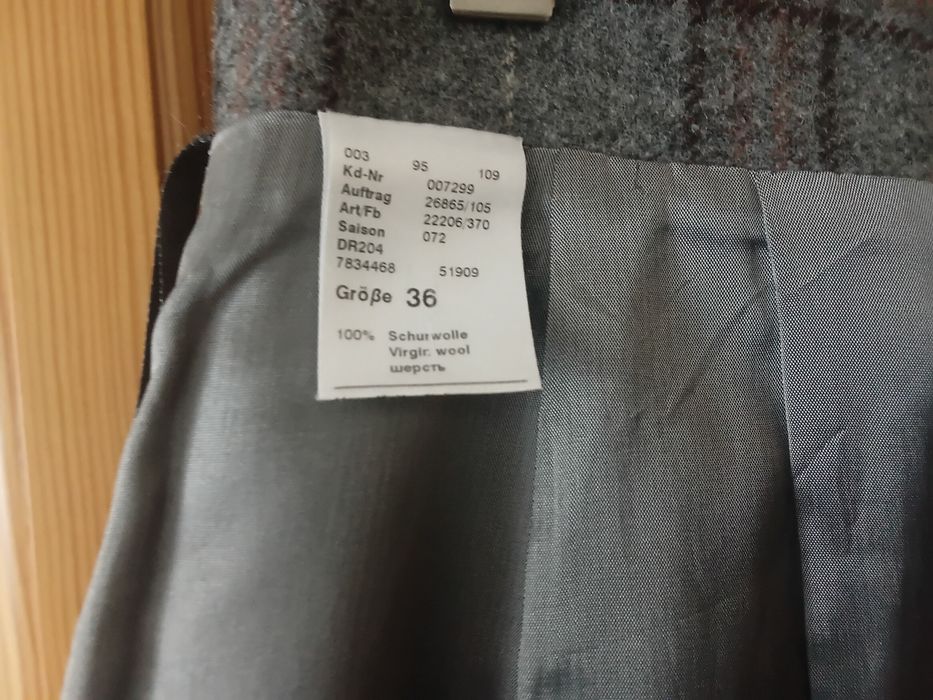 003 95 109
Kd-Nr 007299
Auftrag 26865/105
Art/Fb 22206/370
Saison 072
DR204
7834468 51909
Größe 36
100% Schurwolle
Virgin wool
шерсть